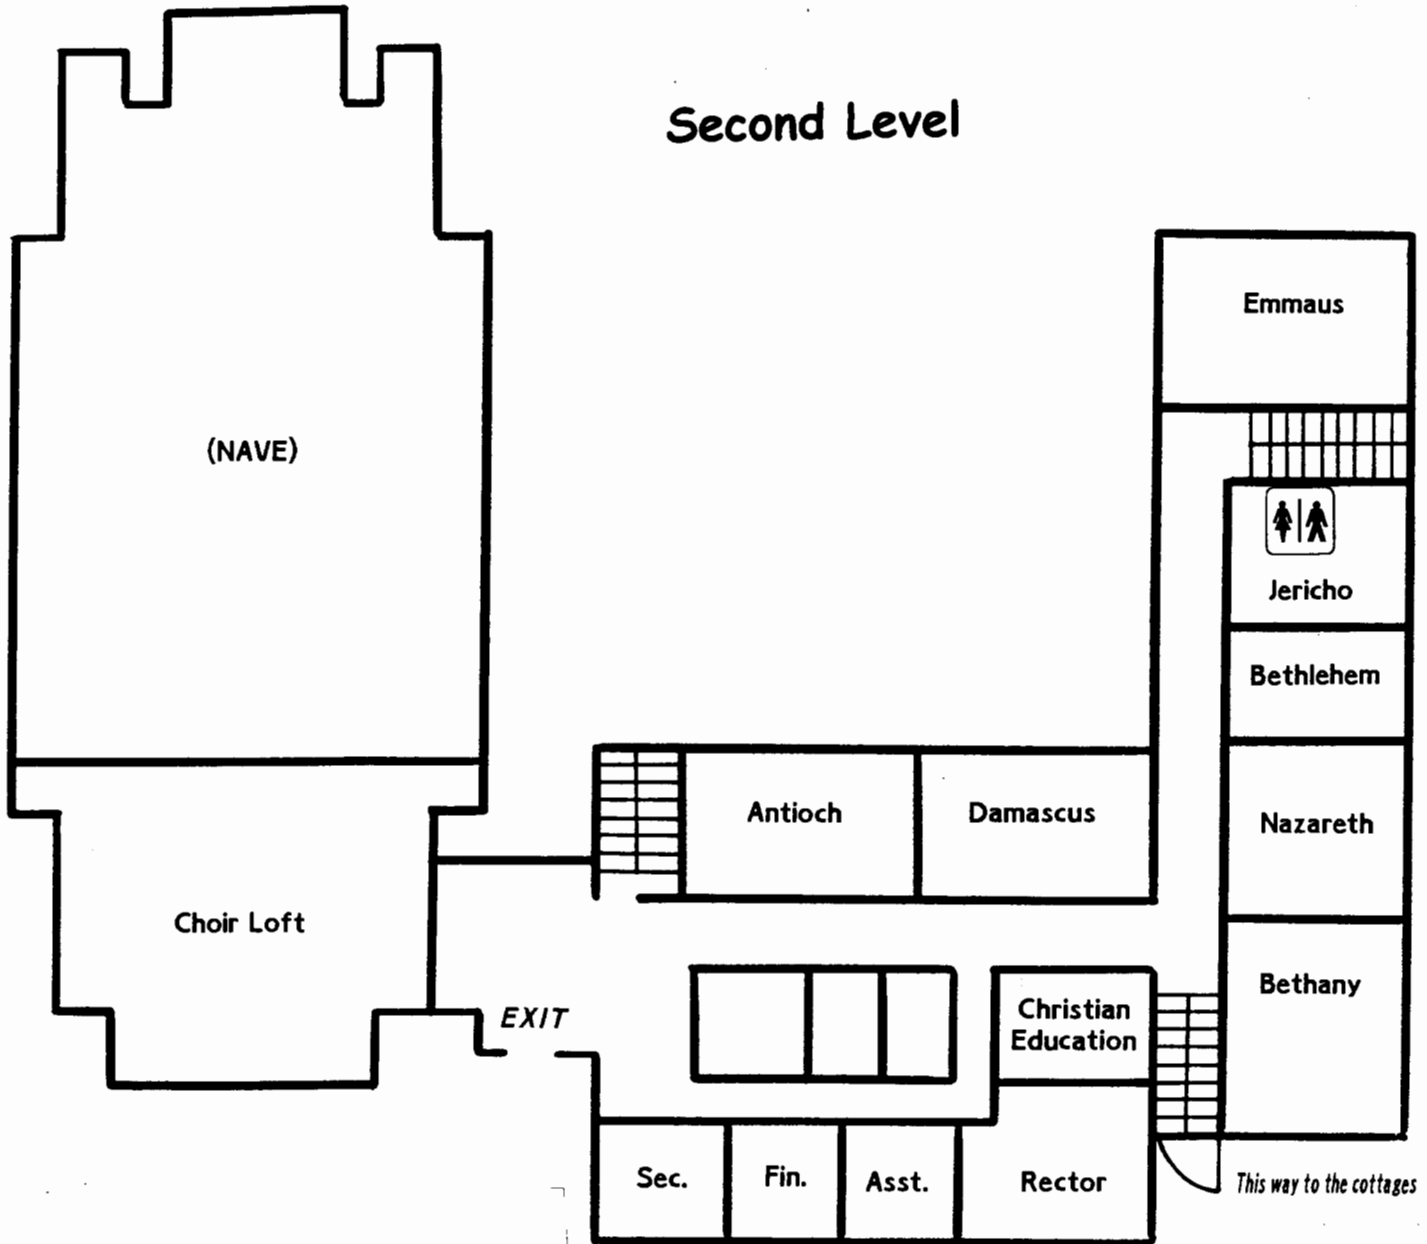 Second Level
Emmaus
(NAVE)
Jericho
Bethlehem
Antioch
Damascus
Nazareth
Choir Loft
Bethany
Christian
Education
EXIT
Sec.
Fin.
Asst.
Rector
This way to the cottages